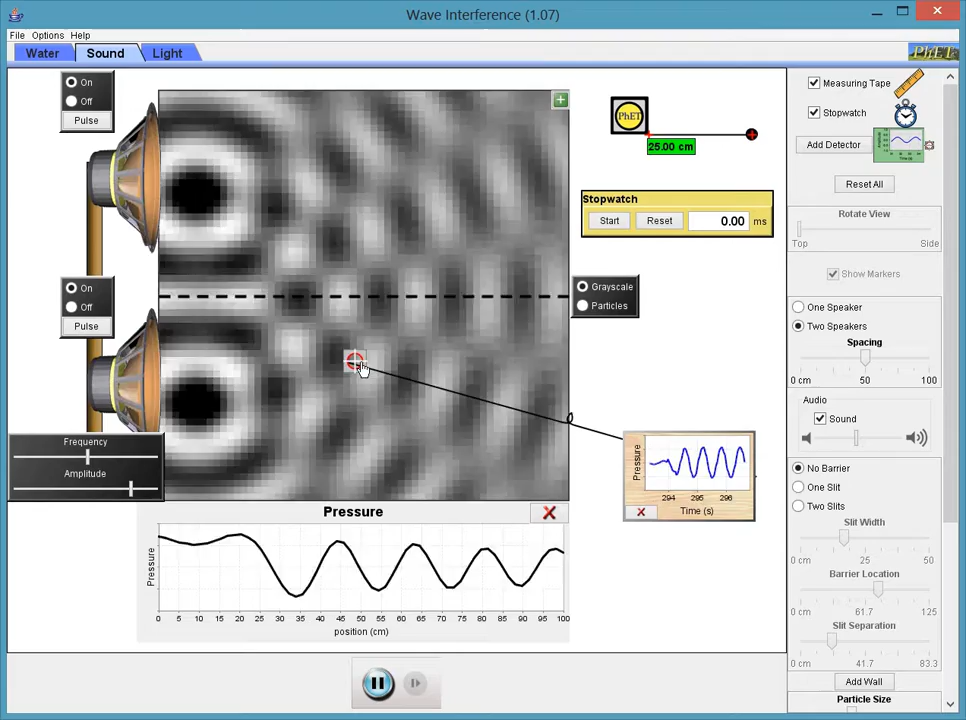 Wave Interference (1.07)
File Options Help
Water Sound Light
PhET
On
Off
Pulse
On
Off
Pulse
Frequency
Amplitude
PhET
25.00 cm
Stopwatch
Start Reset 0.00 ms
Grayscale
Particles
Pressure
294 295 296
Time (s)
Pressure
Pressure
0 5 10 15 20 25 30 35 40 45 50 55 60 65 70 75 80 85 90 95 100
position (cm)
Measuring Tape
Stopwatch
Add Detector
Reset All
Rotate View
Top Side
Show Markers
One Speaker
Two Speakers
Spacing
0 cm 50 100
Audio
Sound
No Barrier
One Slit
Two Slits
Slit Width
0 cm 25 50
Barrier Location
0 cm 61.7 125
Slit Separation
0 cm 41.7 83.3
Add Wall
Particle Size